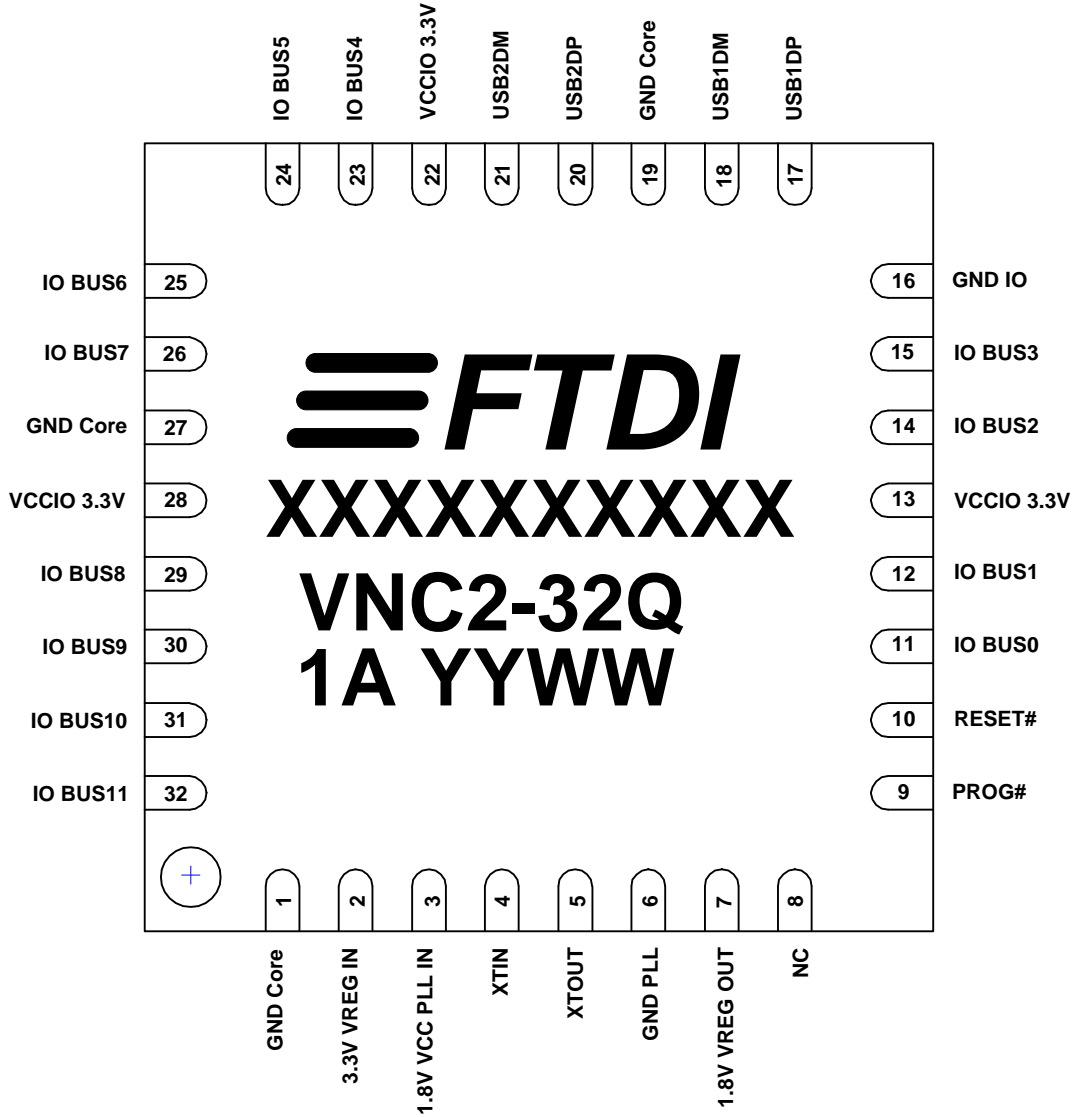 IO BUS5
IO BUS4
VCCIO 3.3V
USB2DM
USB2DP
GND Core
USB1DM
USB1DP
24
23
22
21
20
19
18
17
IO BUS6 25
16 GND IO
IO BUS7 26
15 IO BUS3
GND Core 27
14 IO BUS2
VCCIO 3.3V 28
13 VCCIO 3.3V
IO BUS8 29
12 IO BUS1
IO BUS9 30
11 IO BUS0
IO BUS10 31
10 RESET#
IO BUS11 32
9 PROG#
FTDI
XXXXXXXXXX
VNC2-32Q
1A YYWW
1
2
3
4
5
6
7
8
GND Core
3.3V VREG IN
1.8V VCC PLL IN
XTIN
XTOUT
GND PLL
1.8V VREG OUT
NC